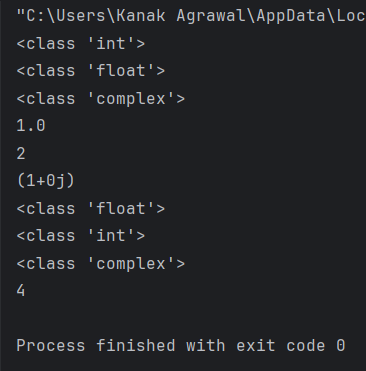 "C:\Users\Kanak Agrawal\AppData\Loc
<class 'int'>
<class 'float'>
<class 'complex'>
1.0
2
(1+0j)
<class 'float'>
<class 'int'>
<class 'complex'>
4
Process finished with exit code 0